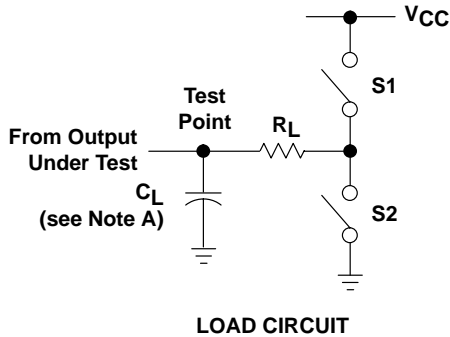 VCC
S1
Test
Point
RL
From Output
Under Test
CL
(see Note A)
S2
LOAD CIRCUIT